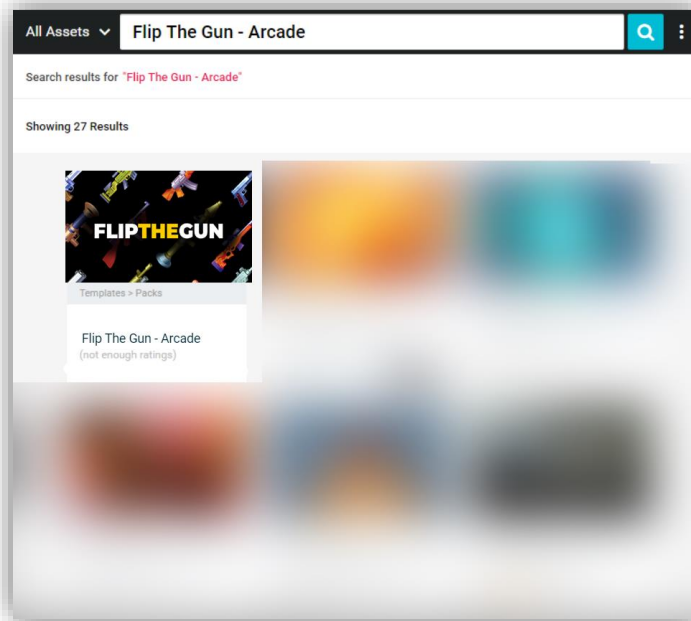 All Assets
Flip The Gun - Arcade
Search results for "Flip The Gun - Arcade"
Showing 27 Results
FLIPTHEGUN
Templates > Packs
Flip The Gun - Arcade
(not enough ratings)